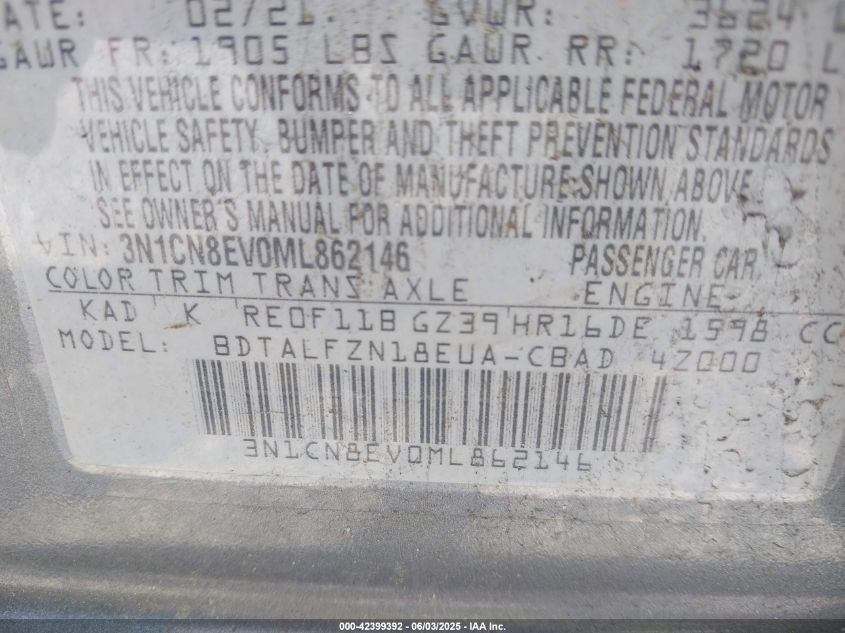 ATE: 02/21. GVWR: 3624
GAWR FR: 1905 LBS GAWR RR: 1720 L
THIS VEHICLE CONFORMS TO ALL APPLICABLE FEDERAL MOTOR
VEHICLE SAFETY, BUMPER AND THEFT PREVENTION STANDARDS
IN EFFECT ON THE DATE OF MANUFACTURE SHOWN ABOVE.
SEE OWNER'S MANUAL FOR ADDITIONAL INFORMATION.
VIN: 3N1CN8EV0ML862146 PASSENGER CAR
COLOR TRIM TRANS AXLE ENGINE
KAD K RE0F11B GZ39 HR16DE 1598 CC
MODEL: BDTALFZN18EUA-CBAD 4Z000
3N1CN8EV0ML862146
000-42399392 - 06/03/2025 - IAA Inc.